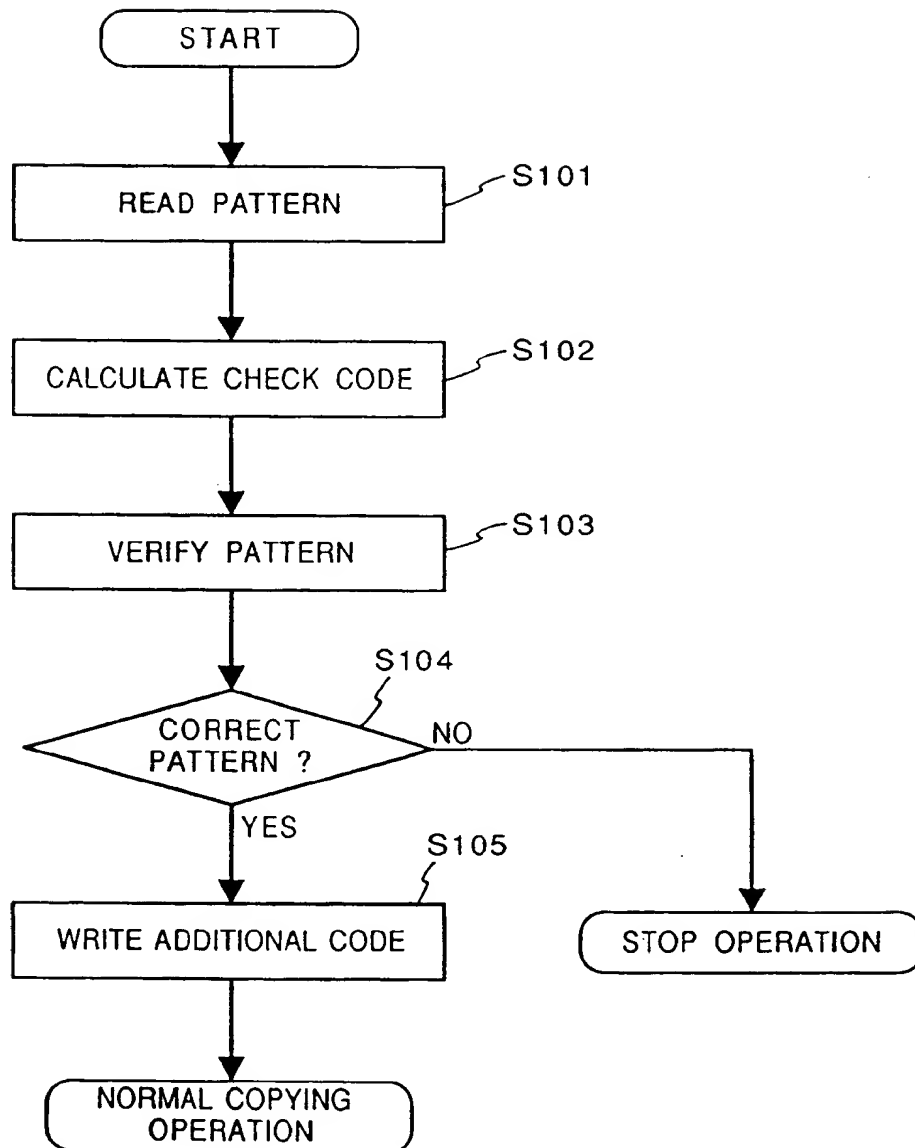 START
S101
READ PATTERN
S102
CALCULATE CHECK CODE
S103
VERIFY PATTERN
S104
CORRECT
PATTERN ?
NO
YES
S105
WRITE ADDITIONAL CODE
STOP OPERATION
NORMAL COPYING
OPERATION